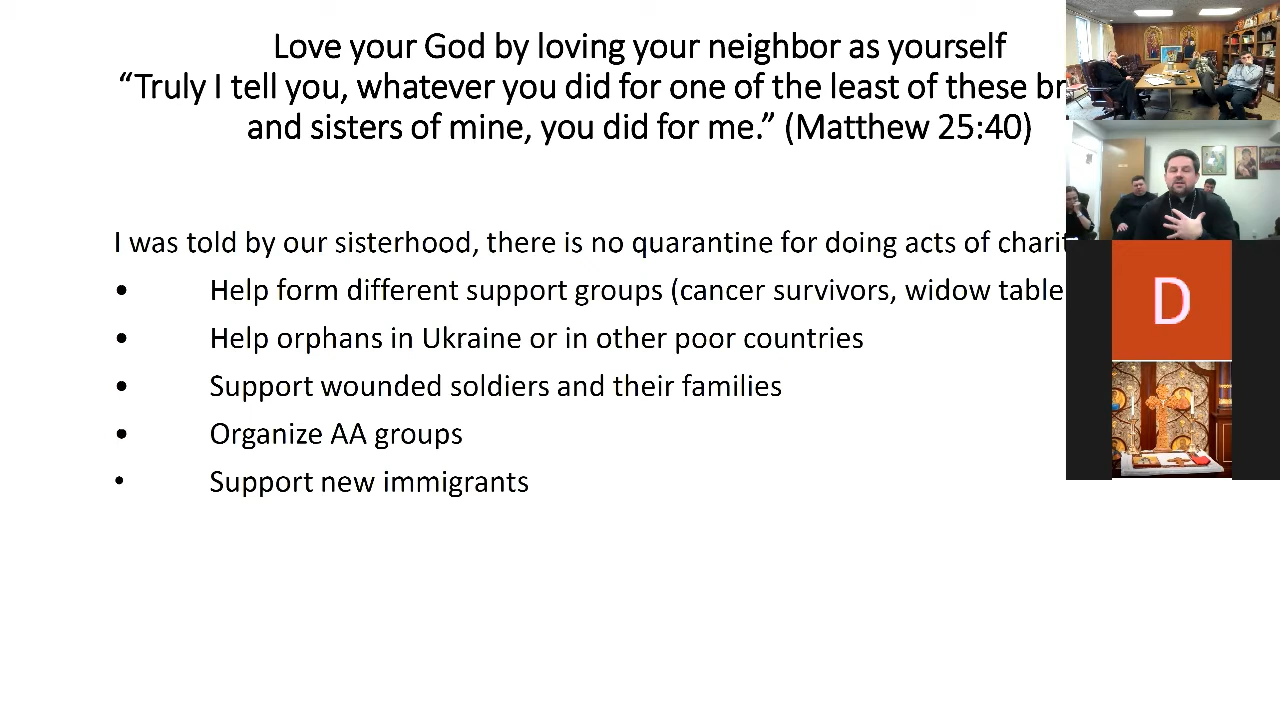 Love your God by loving your neighbor as yourself
“Truly I tell you, whatever you did for one of the least of these
and sisters of mine, you did for me.” (Matthew 25:40)
I was told by our sisterhood, there is no quarantine for doing acts of
• Help form different support groups (cancer survivors, widow table
• Help orphans in Ukraine or in other poor countries
• Support wounded soldiers and their families
• Organize AA groups
• Support new immigrants
D